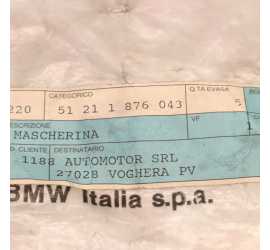 CATEGORICO Q.TA EVASA
220 51 21 1 876 043 5
DESCRIZIONE VF
MASCHERINA 1
D. CLIENTE DESTINATARIO
1188 AUTOMOTOR SRL
27028 VOGHERA PV
BMW Italia s.p.a.